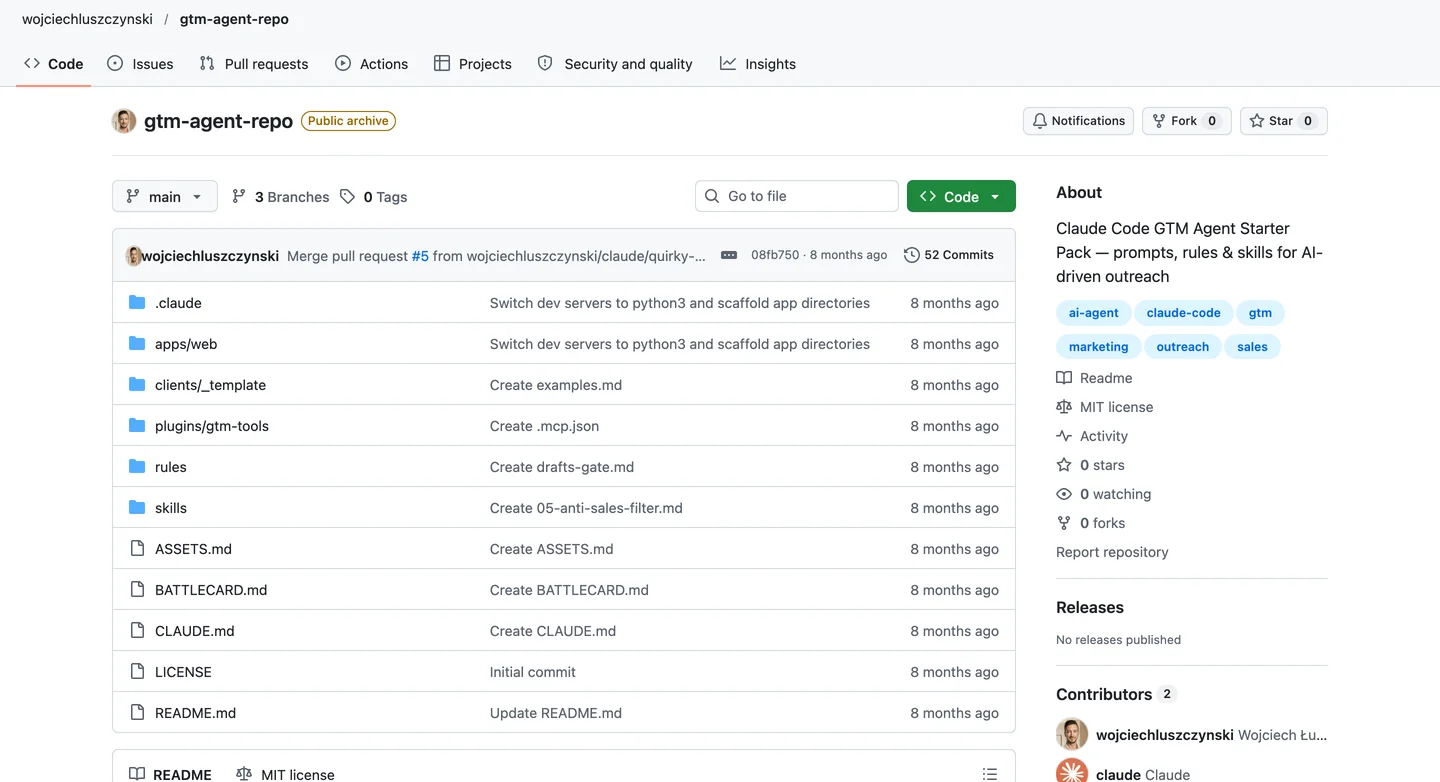 wojciechluszczynski / gtm-agent-repo
Code Issues Pull requests Actions Projects Security and quality Insights
gtm-agent-repo Public archive
Notifications Fork 0 Star 0
main 3 Branches 0 Tags Go to file Code
wojciechluszczynski Merge pull request #5 from wojciechluszczynski/claude/quirky-... 08fb750 · 8 months ago 52 Commits
.claude Switch dev servers to python3 and scaffold app directories 8 months ago
apps/web Switch dev servers to python3 and scaffold app directories 8 months ago
clients/_template Create examples.md 8 months ago
plugins/gtm-tools Create .mcp.json 8 months ago
rules Create drafts-gate.md 8 months ago
skills Create 05-anti-sales-filter.md 8 months ago
ASSETS.md Create ASSETS.md 8 months ago
BATTLECARD.md Create BATTLECARD.md 8 months ago
CLAUDE.md Create CLAUDE.md 8 months ago
LICENSE Initial commit 8 months ago
README.md Update README.md 8 months ago
README MIT license
About
Claude Code GTM Agent Starter
Pack — prompts, rules & skills for AI-
driven outreach
ai-agent claude-code gtm
marketing outreach sales
Readme
MIT license
Activity
0 stars
0 watching
0 forks
Report repository
Releases
No releases published
Contributors 2
wojciechluszczynski Wojciech Łu...
claude Claude